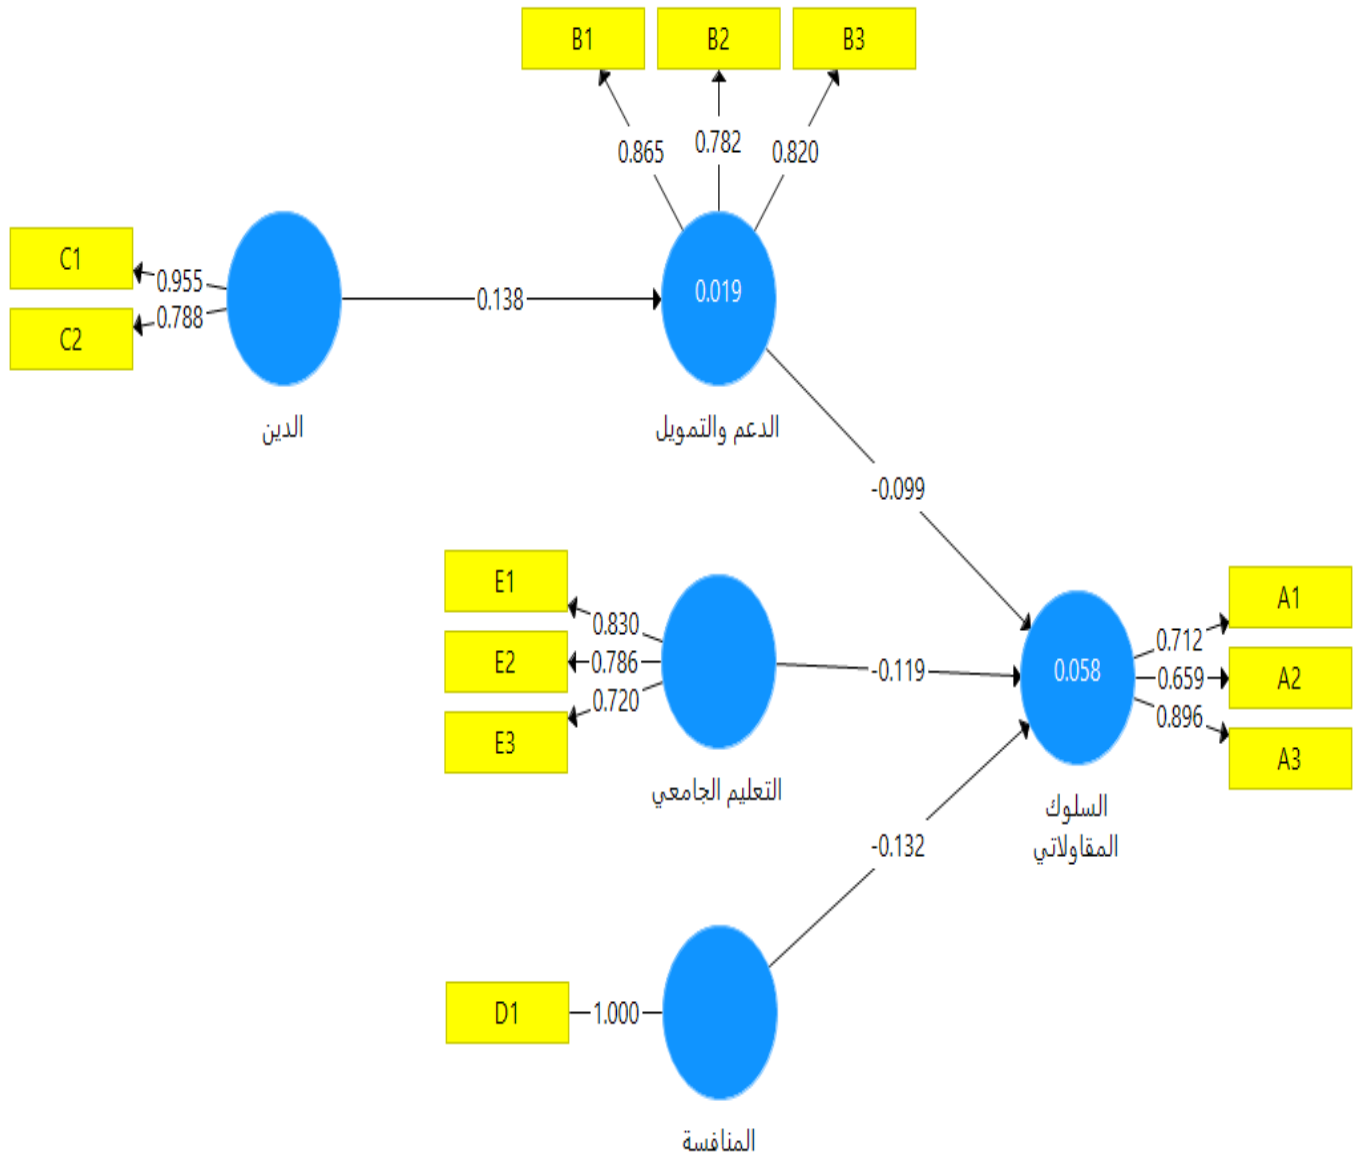 B1
B2
B3
0.865
0.782
0.820
C1
0.955
C2
0.788
0.138
0.019
الدين
الدعم والتمويل
-0.099
E1
0.830
E2
0.786
E3
0.720
-0.119
0.058
A1
0.712
A2
0.659
A3
0.896
التعليم الجامعي
السلوك
المقاولاتي
-0.132
D1
1.000
المنافسة